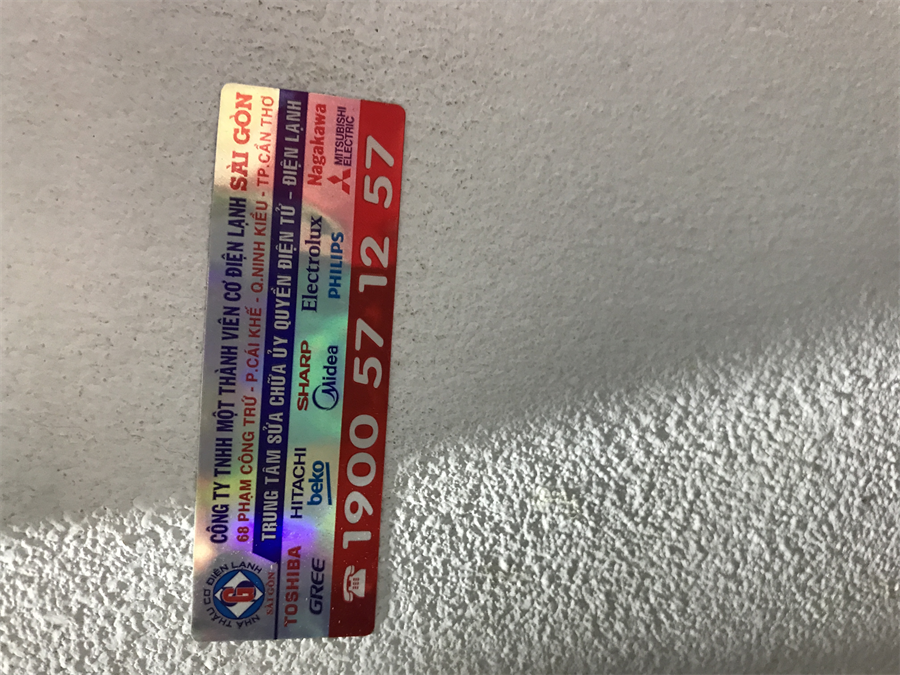 CÔNG TY TNHH MỘT THÀNH VIÊN CƠ ĐIỆN LẠNH SÀI GÒN
68 PHẠM CÔNG TRỨ - P.CÁI KHẾ - Q.NINH KIỀU - TP.CẦN THƠ
TRUNG TÂM SỬA CHỮA ỦY QUYỀN ĐIỆN TỬ – ĐIỆN LẠNH
NHÀ THẦU CƠ ĐIỆN LẠNH
SÀI GÒN
TOSHIBA HITACHI SHARP Electrolux Nagakawa
GREE beko Midea PHILIPS MITSUBISHI ELECTRIC
1900 57 12 57